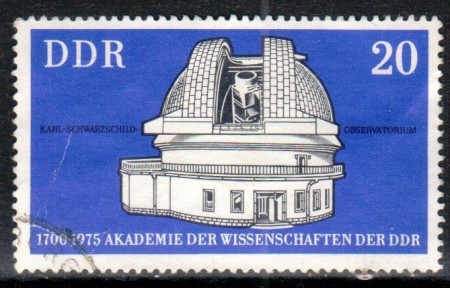 DDR 20
KARL-SCHWARZSCHILD- OBSERVATORIUM
1700-1975 AKADEMIE DER WISSENSCHAFTEN DER DDR